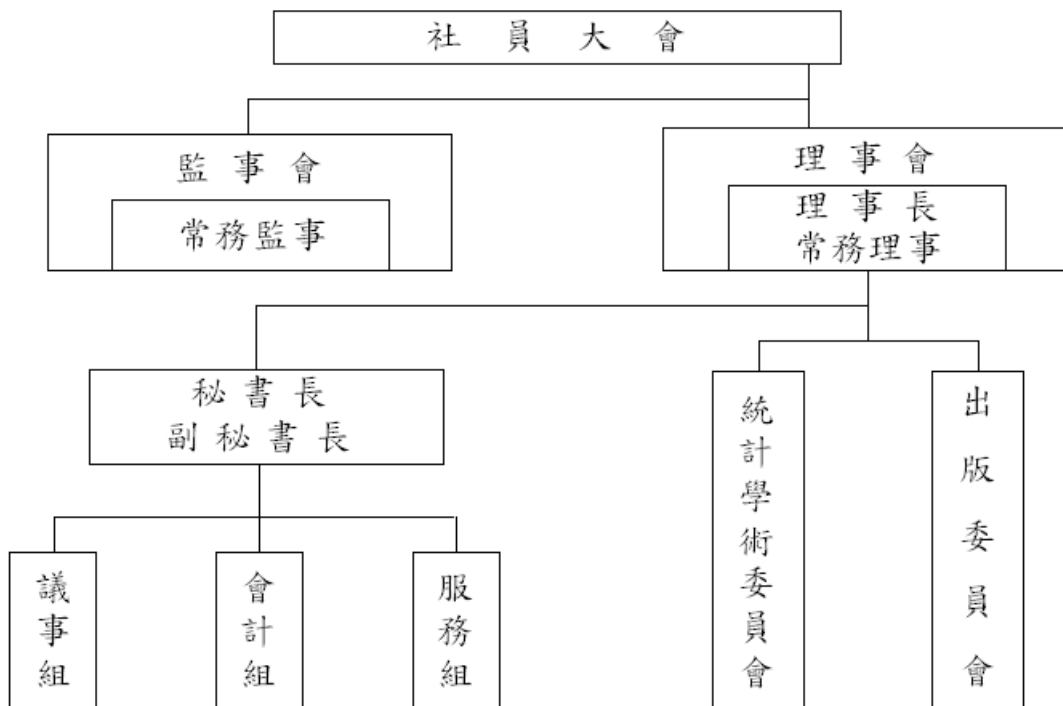 社員大會
監事會
常務監事
理事會
理事長
常務理事
秘書長
副秘書長
統計學術委員會
出版委員會
議事組
會計組
服務組